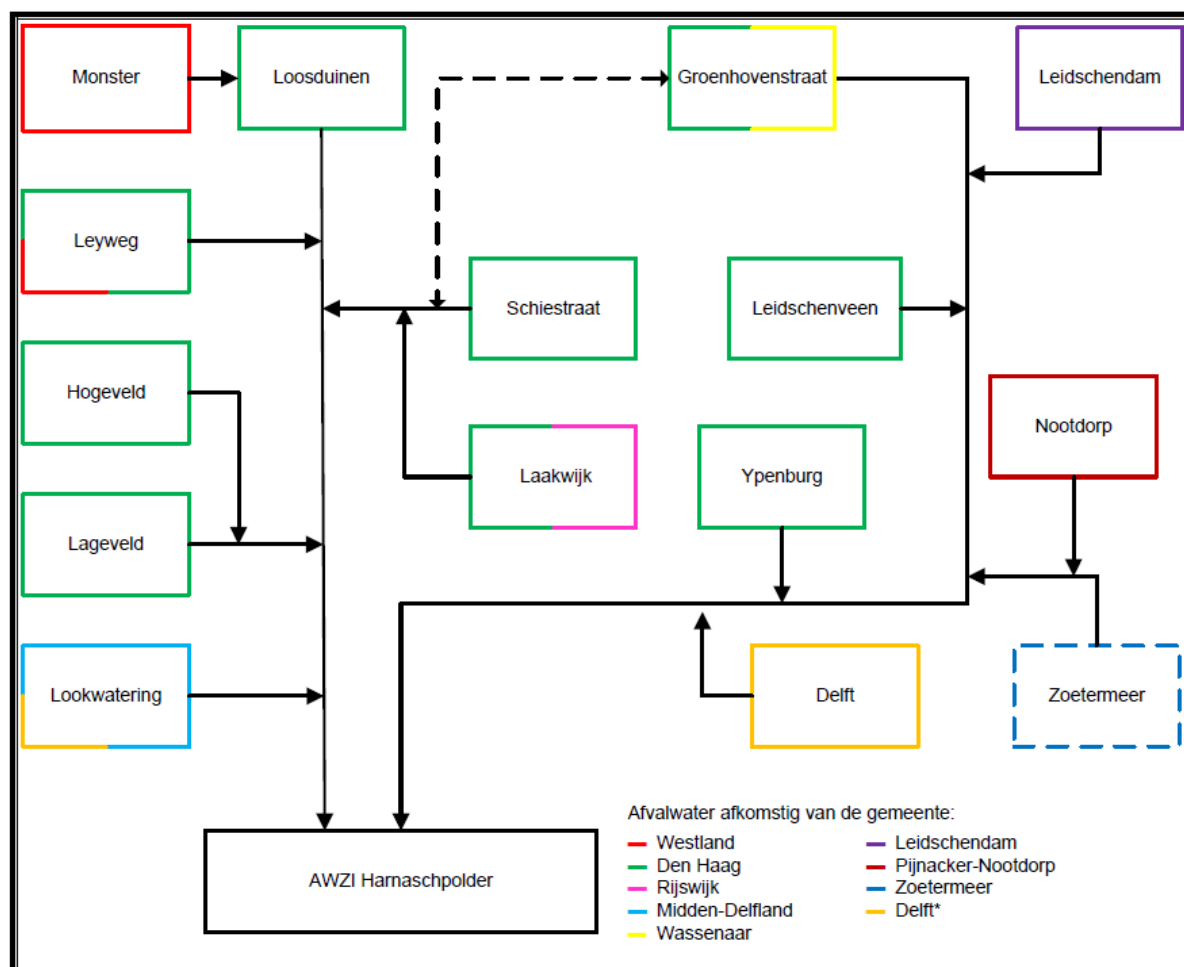 Monster
Loosduinen
Groenhovenstraat
Leidschendam
Leyweg
Schiestraat
Leidschenveen
Hogeveld
Nootdorp
Laakwijk
Ypenburg
Lageveld
Lookwatering
Delft
Zoetermeer
AWZI Harnaschpolder
Afvalwater afkomstig van de gemeente:
Westland
Den Haag
Rijswijk
Midden-Delfland
Wassenaar
Leidschendam
Pijnacker-Nootdorp
Zoetermeer
Delft*